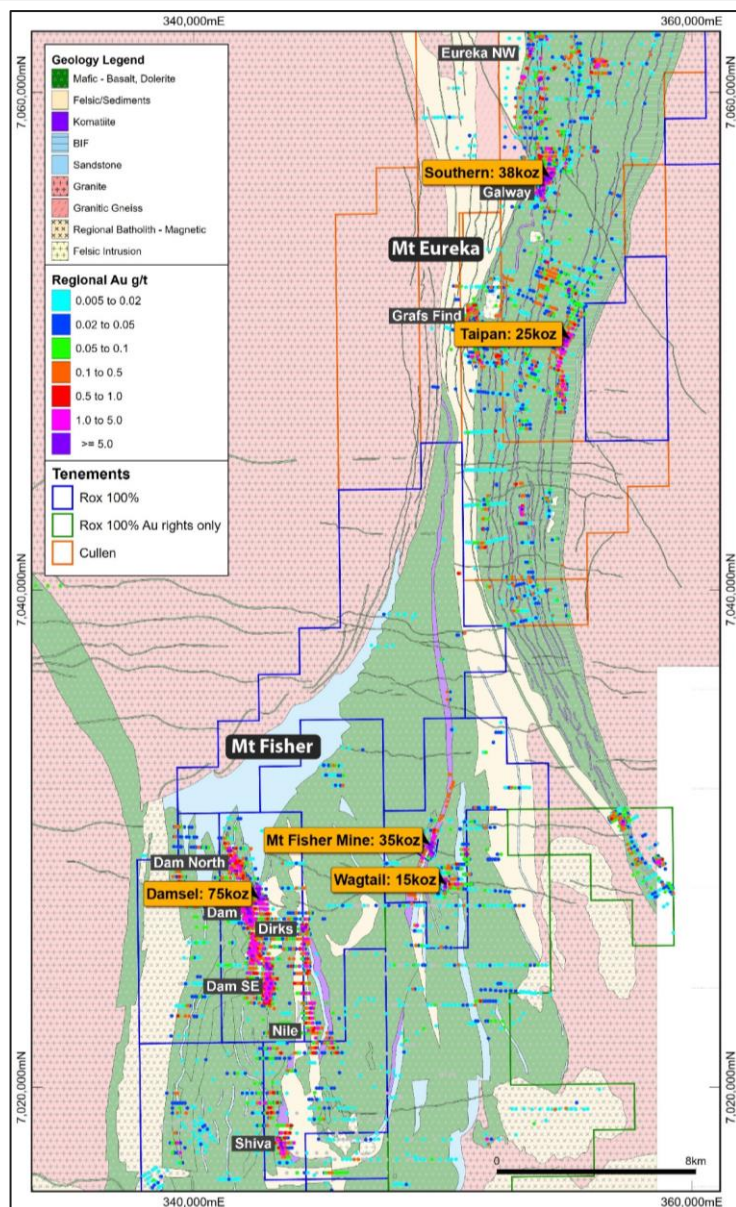 340,000mE
360,000mE
Geology Legend
Mafic - Basalt, Dolerite
Felsic/Sediments
Komatiite
BIF
Sandstone
Granite
Granitic Gneiss
Regional Batholith - Magnetic
Felsic Intrusion
Regional Au g/t
0.005 to 0.02
0.02 to 0.05
0.05 to 0.1
0.1 to 0.5
0.5 to 1.0
1.0 to 5.0
>= 5.0
Tenements
Rox 100%
Rox 100% Au rights only
Cullen
Eureka NW
7,060,000mN
7,060,000mN
Southern: 38koz
Galway
Mt Eureka
Grafs Find
Taipan: 25koz
7,040,000mN
7,040,000mN
Mt Fisher
Mt Fisher Mine: 35koz
Dam North
Wagtail: 15koz
Damsel: 75koz
Dam
Dirks
Dam SE
Nile
7,020,000mN
7,020,000mN
Shiva
0
8km
340,000mE
360,000mE